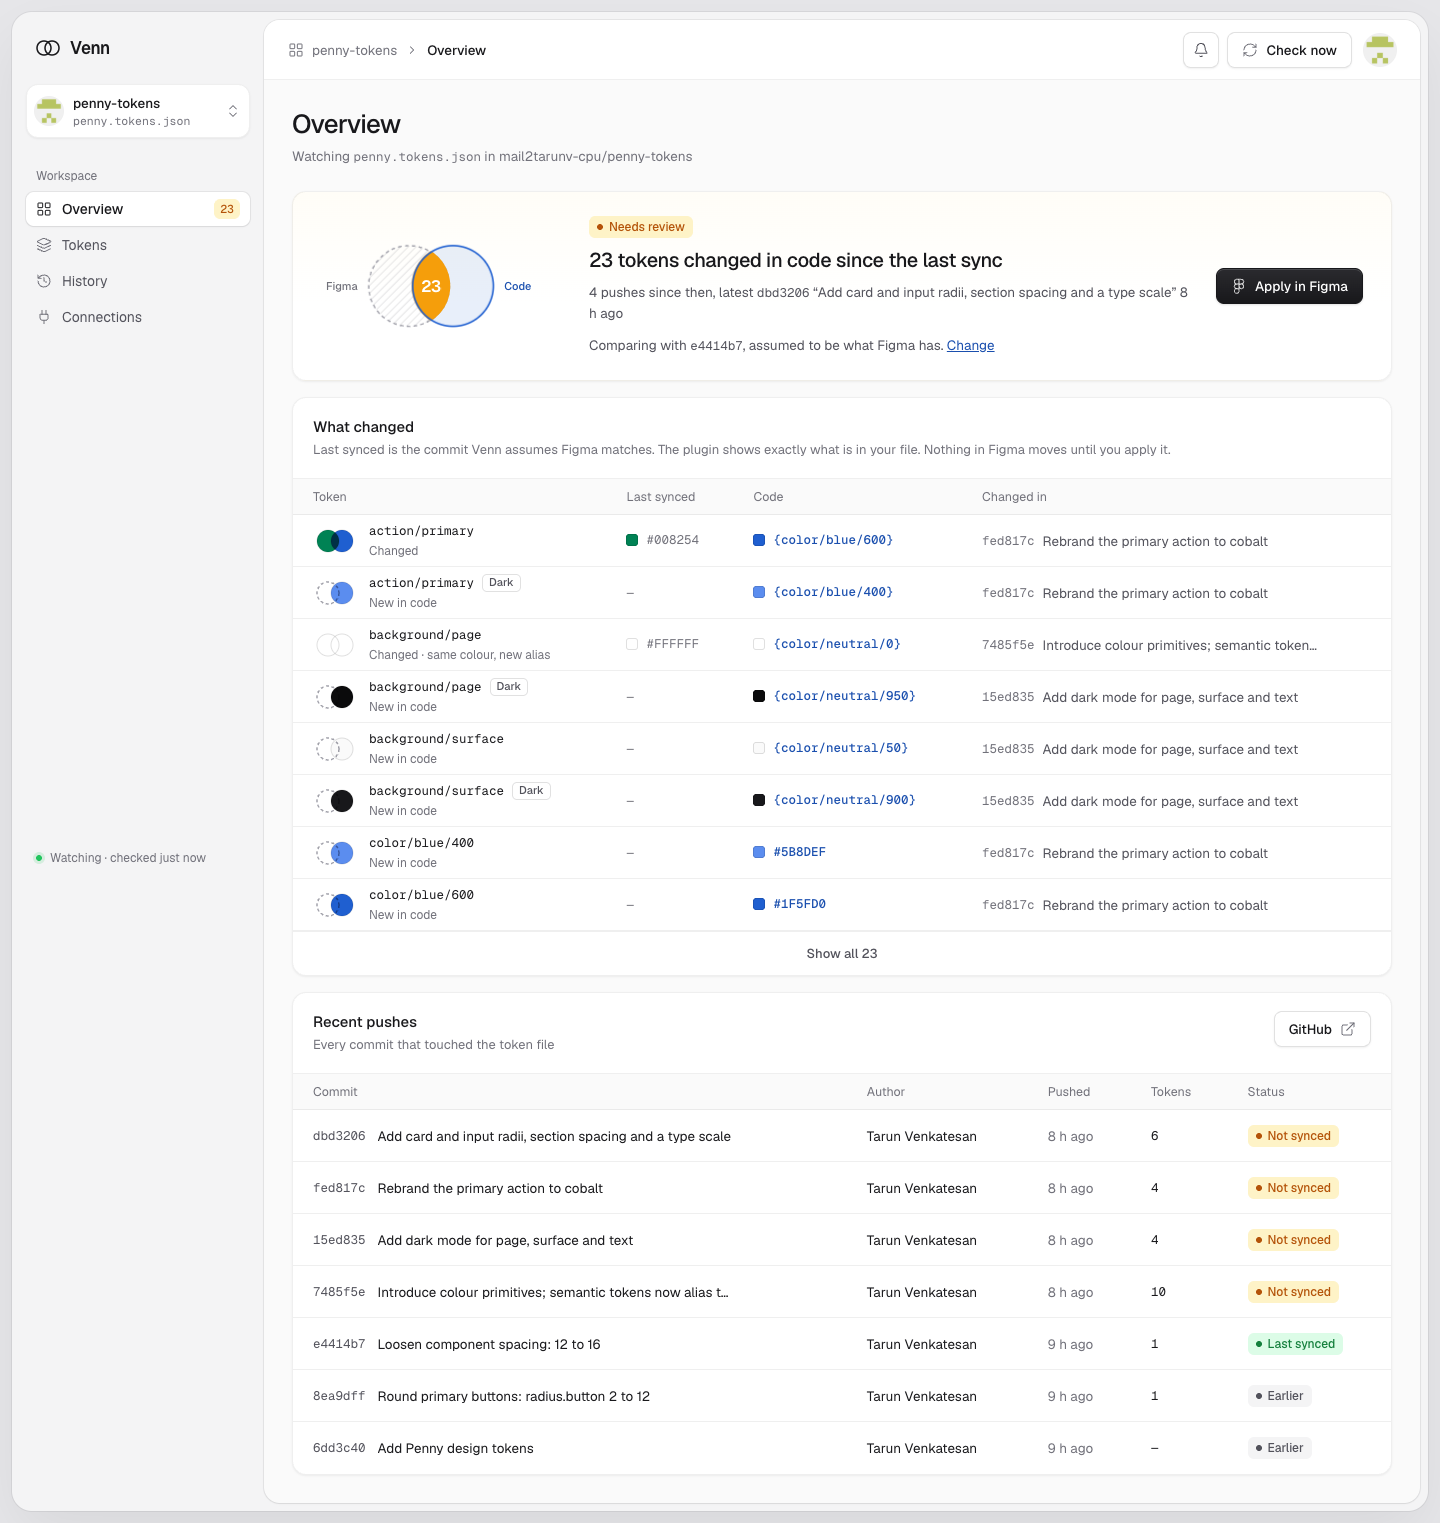 Venn
penny-tokens
penny.tokens.json
Workspace
Overview 23
Tokens
History
Connections
Watching · checked just now
penny-tokens > Overview
Check now
Overview
Watching penny.tokens.json in mail2tarunv-cpu/penny-tokens
Figma 23 Code
Needs review
23 tokens changed in code since the last sync
4 pushes since then, latest dbd3206 “Add card and input radii, section spacing and a type scale” 8
h ago
Comparing with e4414b7, assumed to be what Figma has. Change
Apply in Figma
What changed
Last synced is the commit Venn assumes Figma matches. The plugin shows exactly what is in your file. Nothing in Figma moves until you apply it.
Token Last synced Code Changed in
action/primary
Changed
#008254 {color/blue/600} fed817c Rebrand the primary action to cobalt
action/primary Dark
New in code
– {color/blue/400} fed817c Rebrand the primary action to cobalt
background/page
Changed · same colour, new alias
#FFFFFF {color/neutral/0} 7485f5e Introduce colour primitives; semantic token…
background/page Dark
New in code
– {color/neutral/950} 15ed835 Add dark mode for page, surface and text
background/surface
New in code
– {color/neutral/50} 15ed835 Add dark mode for page, surface and text
background/surface Dark
New in code
– {color/neutral/900} 15ed835 Add dark mode for page, surface and text
color/blue/400
New in code
– #5B8DEF fed817c Rebrand the primary action to cobalt
color/blue/600
New in code
– #1F5FD0 fed817c Rebrand the primary action to cobalt
Show all 23
Recent pushes
Every commit that touched the token file
GitHub
Commit Author Pushed Tokens Status
dbd3206 Add card and input radii, section spacing and a type scale Tarun Venkatesan 8 h ago 6 Not synced
fed817c Rebrand the primary action to cobalt Tarun Venkatesan 8 h ago 4 Not synced
15ed835 Add dark mode for page, surface and text Tarun Venkatesan 8 h ago 4 Not synced
7485f5e Introduce colour primitives; semantic tokens now alias t… Tarun Venkatesan 8 h ago 10 Not synced
e4414b7 Loosen component spacing: 12 to 16 Tarun Venkatesan 9 h ago 1 Last synced
8ea9dff Round primary buttons: radius.button 2 to 12 Tarun Venkatesan 9 h ago 1 Earlier
6dd3c40 Add Penny design tokens Tarun Venkatesan 9 h ago – Earlier